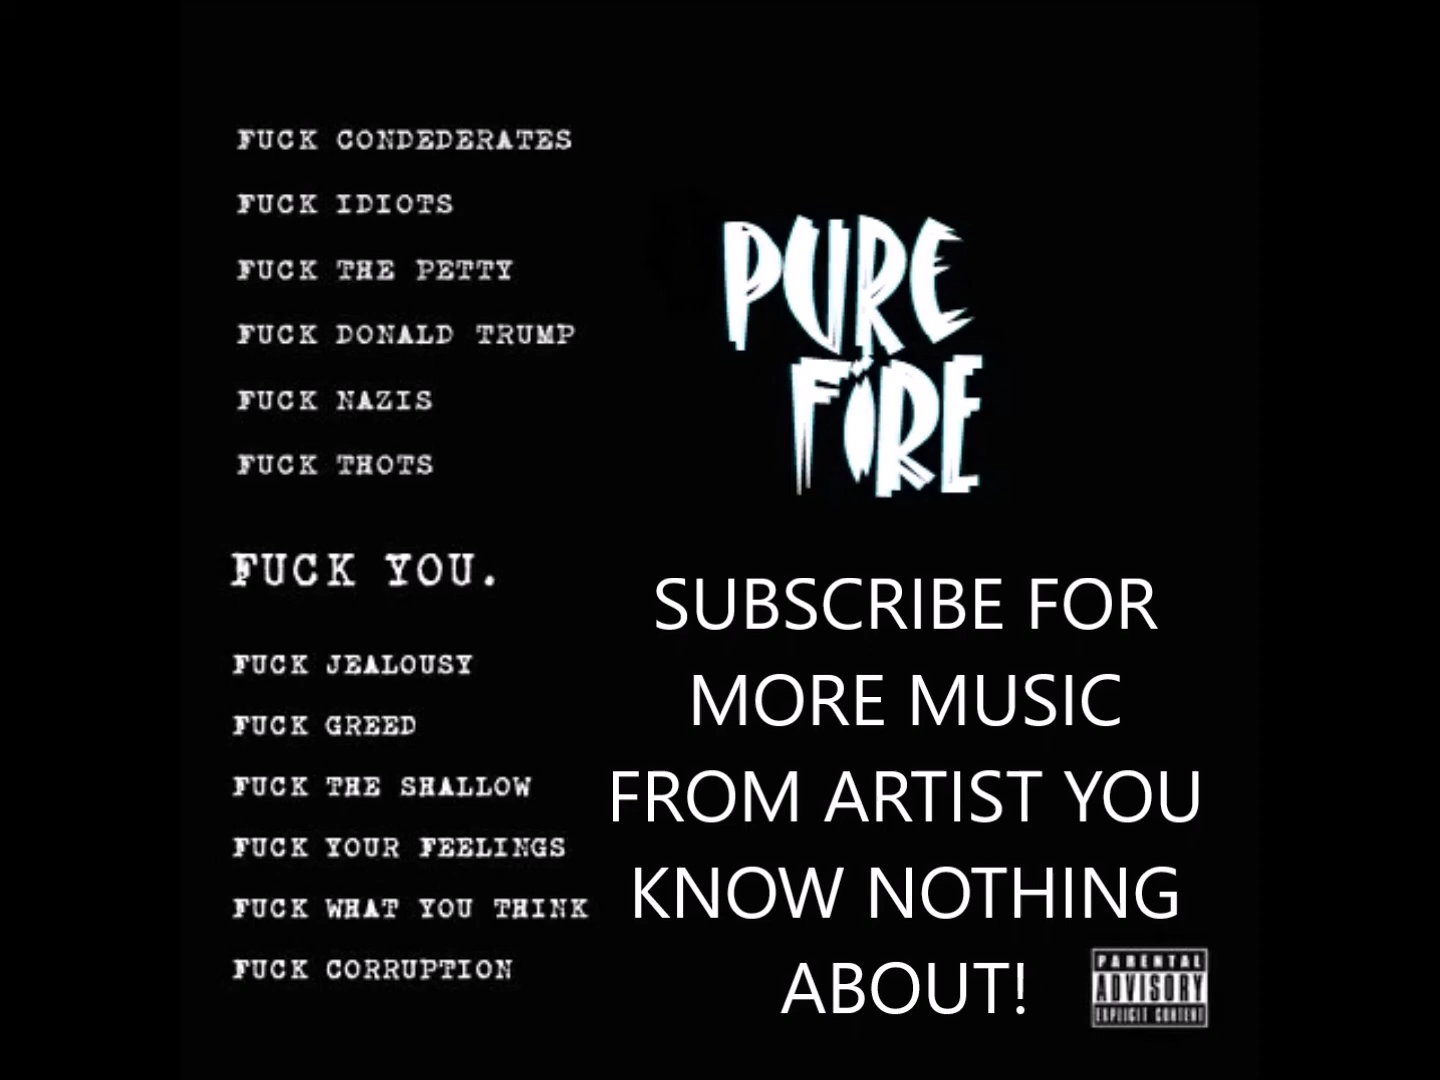 FUCK CONDEDERATES
FUCK IDIOTS
FUCK THE PETTY
FUCK DONALD TRUMP
FUCK NAZIS
FUCK THOTS
FUCK YOU.
FUCK JEALOUSY
FUCK GREED
FUCK THE SHALLOW
FUCK YOUR FEELINGS
FUCK WHAT YOU THINK
FUCK CORRUPTION
PURE
FIRE
SUBSCRIBE FOR
MORE MUSIC
FROM ARTIST YOU
KNOW NOTHING
ABOUT!
PARENTAL
ADVISORY
EXPLICIT CONTENT